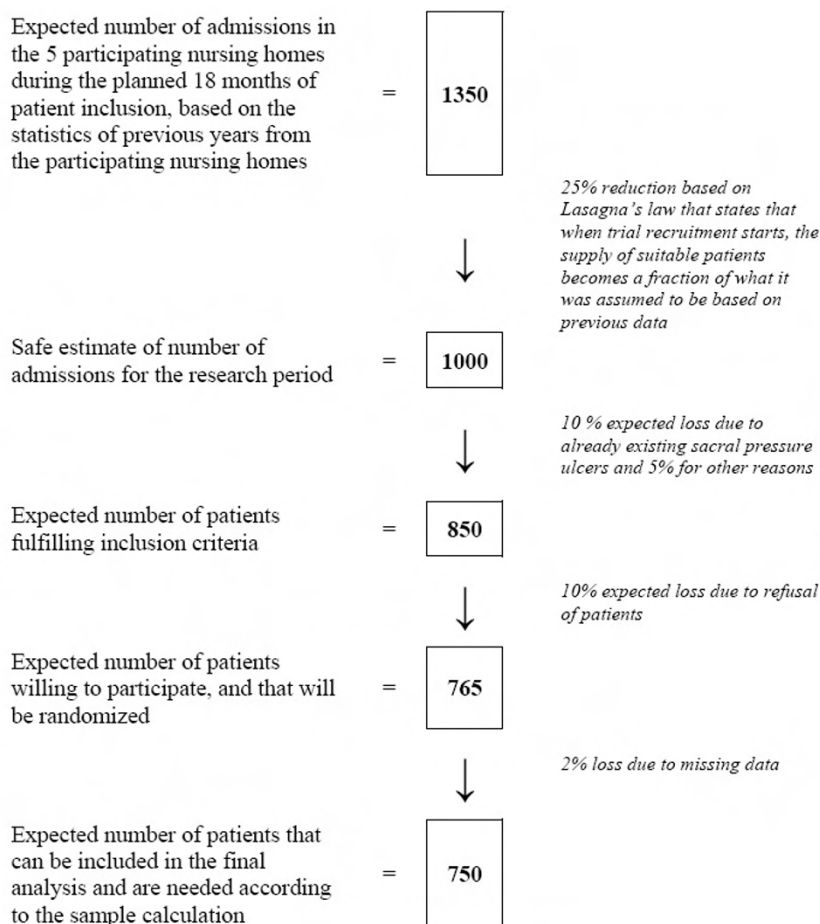 Expected number of admissions in
the 5 participating nursing homes
during the planned 18 months of
patient inclusion, based on the
statistics of previous years from
the participating nursing homes
=
1350
25% reduction based on
Lasagna's law that states that
when trial recruitment starts, the
supply of suitable patients
becomes a fraction of what it
was assumed to be based on
previous data
Safe estimate of number of
admissions for the research period
=
1000
10 % expected loss due to
already existing sacral pressure
ulcers and 5% for other reasons
Expected number of patients
fulfilling inclusion criteria
=
850
10% expected loss due to refusal
of patients
Expected number of patients
willing to participate, and that will
be randomized
=
765
2% loss due to missing data
Expected number of patients that
can be included in the final
analysis and are needed according
to the sample calculation
=
750